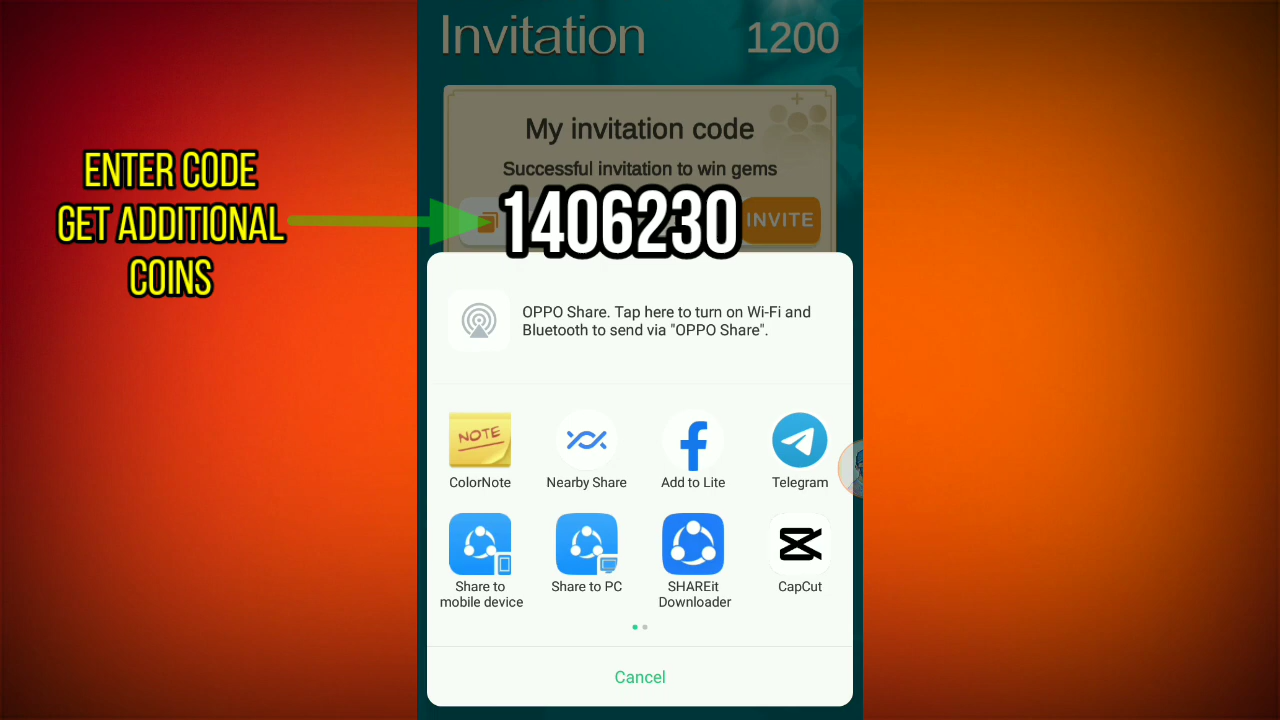 Invitation
1200
My invitation code
Successful invitation to win gems
ENTER CODE
GET ADDITIONAL
COINS
1406230
INVITE
OPPO Share. Tap here to turn on Wi-Fi and
Bluetooth to send via "OPPO Share".
NOTE
ColorNote
Nearby Share
Add to Lite
Telegram
Share to
mobile device
Share to PC
SHAREit
Downloader
CapCut
Cancel